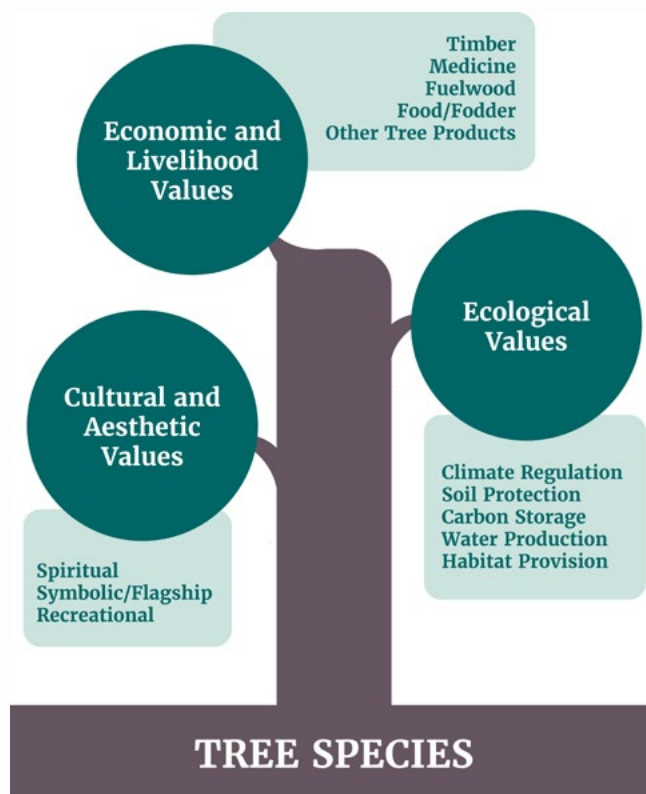 Timber
Medicine
Fuelwood
Food/Fodder
Other Tree Products
Economic and
Livelihood
Values
Ecological
Values
Climate Regulation
Soil Protection
Carbon Storage
Water Production
Habitat Provision
Cultural and
Aesthetic
Values
Spiritual
Symbolic/Flagship
Recreational
TREE SPECIES